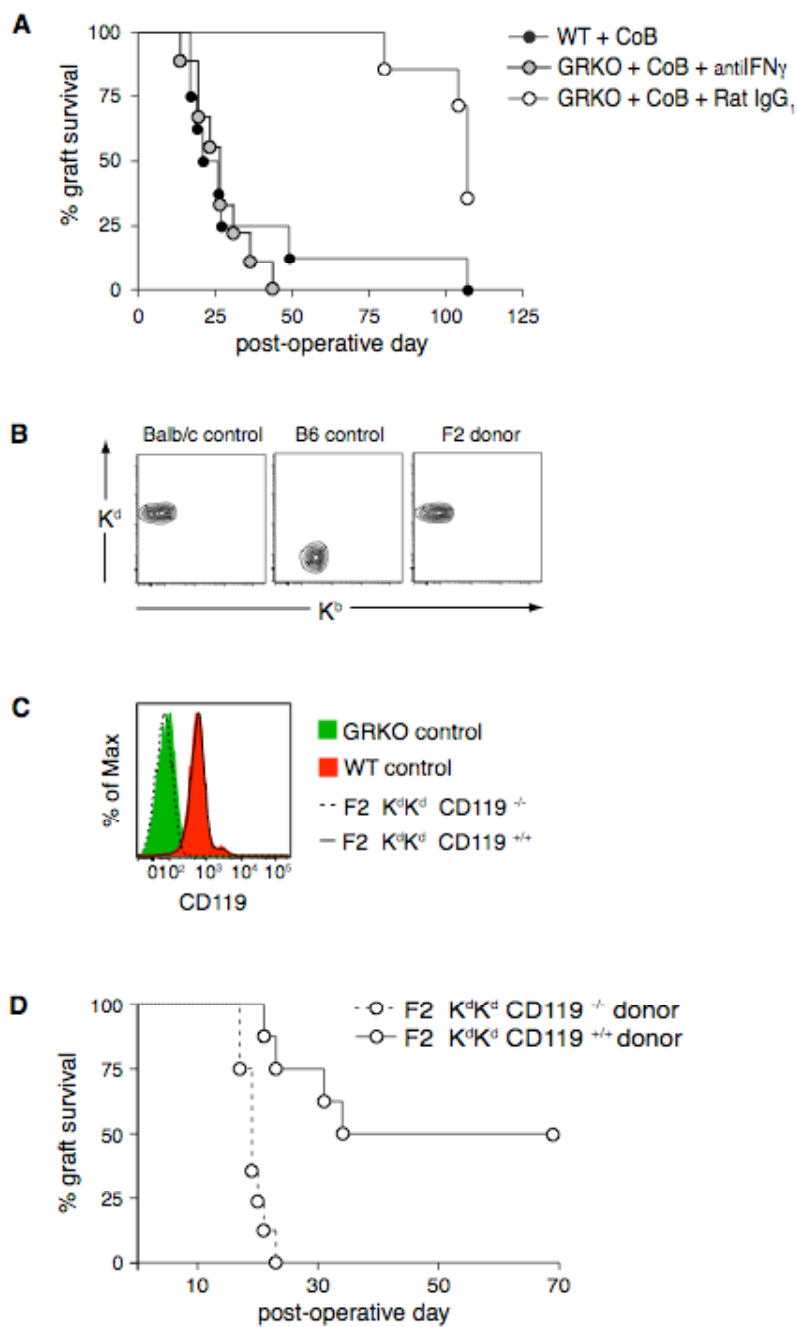 A
100
75
50
25
0
% graft survival
0 25 50 75 100 125
post-operative day
WT + CoB
GRKO + CoB + antiIFNγ
GRKO + CoB + Rat IgG₁
B
Balb/c control B6 control F2 donor
Kᵈ
Kᵇ
C
% of Max
010² 10³ 10⁴ 10⁵
CD119
GRKO control
WT control
F2 KᵈKᵈ CD119 ⁻/⁻
F2 KᵈKᵈ CD119 ⁺/⁺
D
100
75
50
25
0
% graft survival
10 30 50 70
post-operative day
F2 KᵈKᵈ CD119 ⁻/⁻ donor
F2 KᵈKᵈ CD119 ⁺/⁺ donor